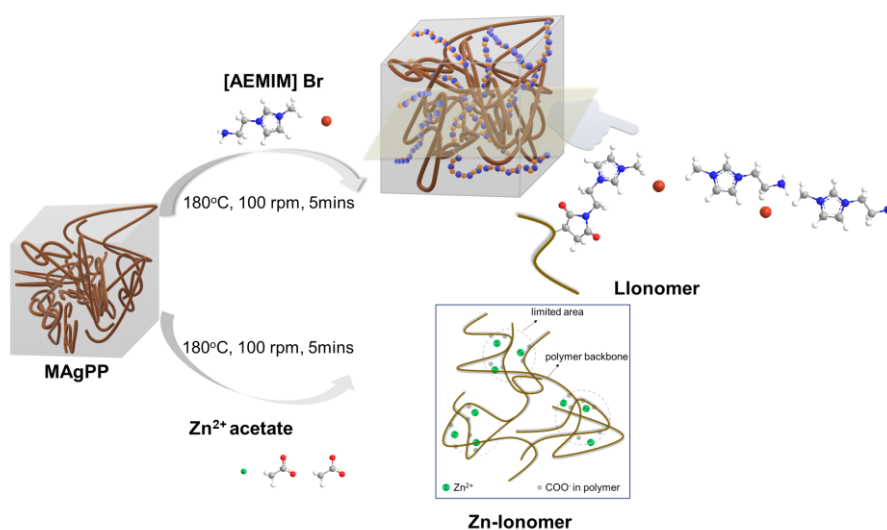 [AEMIM] Br
180°C, 100 rpm, 5mins
MAgPP
180°C, 100 rpm, 5mins
Zn²⁺ acetate
LIonomer
limited area
polymer backbone
Zn²⁺
COO⁻ in polymer
Zn-Ionomer